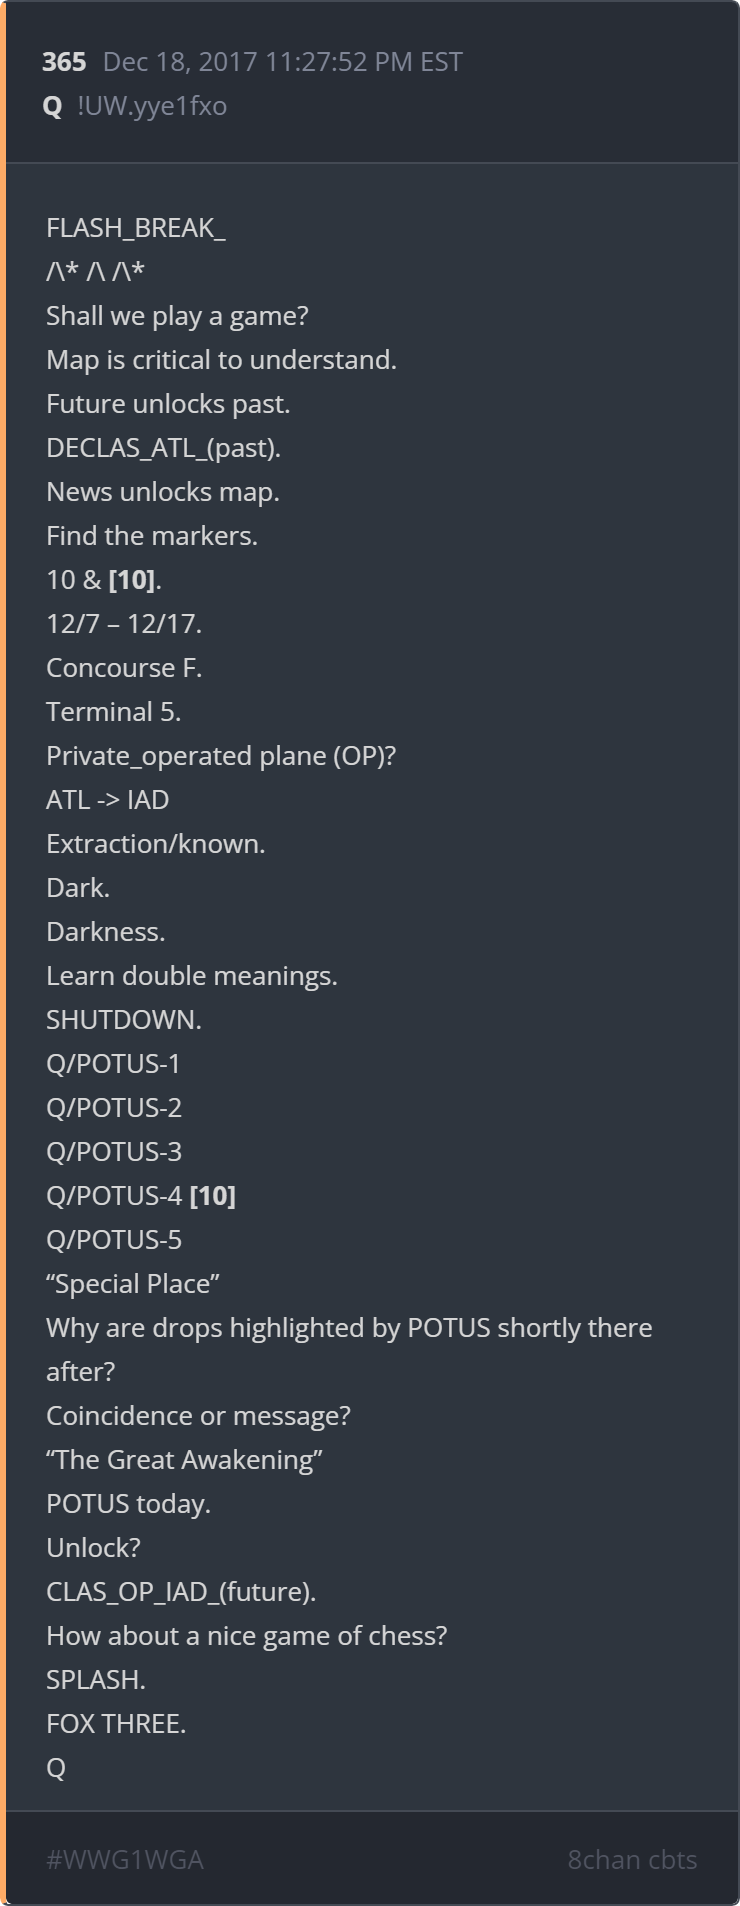 365 Dec 18, 2017 11:27:52 PM EST
Q !UW.yye1fxo
FLASH_BREAK_
/\* /\ /\*
Shall we play a game?
Map is critical to understand.
Future unlocks past.
DECLAS_ATL_(past).
News unlocks map.
Find the markers.
10 & [10].
12/7 – 12/17.
Concourse F.
Terminal 5.
Private_operated plane (OP)?
ATL -> IAD
Extraction/known.
Dark.
Darkness.
Learn double meanings.
SHUTDOWN.
Q/POTUS-1
Q/POTUS-2
Q/POTUS-3
Q/POTUS-4 [10]
Q/POTUS-5
“Special Place”
Why are drops highlighted by POTUS shortly there
after?
Coincidence or message?
“The Great Awakening”
POTUS today.
Unlock?
CLAS_OP_IAD_(future).
How about a nice game of chess?
SPLASH.
FOX THREE.
Q
#WWG1WGA 8chan cbts